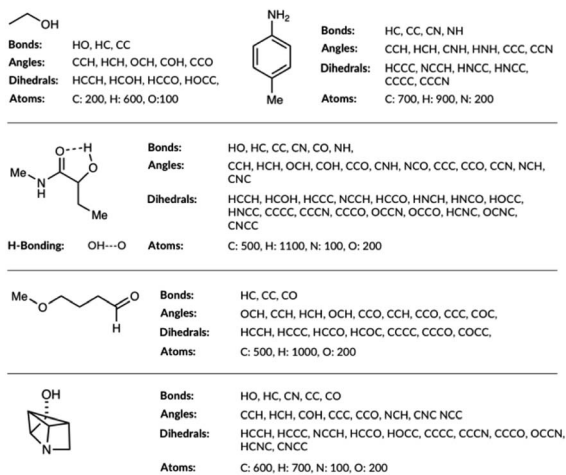 OH
Bonds: HO, HC, CC
Angles: CCH, HCH, OCH, COH, CCO
Dihedrals: HCCH, HCOH, HCCO, HOCC,
Atoms: C: 200, H: 600, O:100
NH2
Me
Bonds: HC, CC, CN, NH
Angles: CCH, HCH, CNH, HNH, CCC, CCN
Dihedrals: HCCC, NCCH, HNCC, HNCC,
CCCC, CCCN
Atoms: C: 700, H: 900, N: 200
O---H
Me
O
N
H
Me
H-Bonding: OH---O
Bonds: HO, HC, CC, CN, CO, NH,
Angles: CCH, HCH, OCH, COH, CCO, CNH, NCO, CCC, CCO, CCN, NCH,
CNC
Dihedrals: HCCH, HCOH, HCCC, NCCH, HCCO, HNCH, HNCO, HOCC,
HNCC, CCCC, CCCN, CCCO, OCCN, OCCO, HCNC, OCNC,
CNCC
Atoms: C: 500, H: 1100, N: 100, O: 200
Me
O
O
H
Bonds: HC, CC, CO
Angles: OCH, CCH, HCH, OCH, CCO, CCH, CCO, CCC, COC,
Dihedrals: HCCH, HCCC, HCCO, HCOC, CCCC, CCCO, COCC,
Atoms: C: 500, H: 1000, O: 200
OH
N
Bonds: HO, HC, CN, CC, CO
Angles: CCH, HCH, COH, CCC, CCO, NCH, CNC NCC
Dihedrals: HCCH, HCCC, NCCH, HCCO, HOCC, CCCC, CCCN, CCCO, OCCN,
HCNC, CNCC
Atoms: C: 600, H: 700, N: 100, O: 200